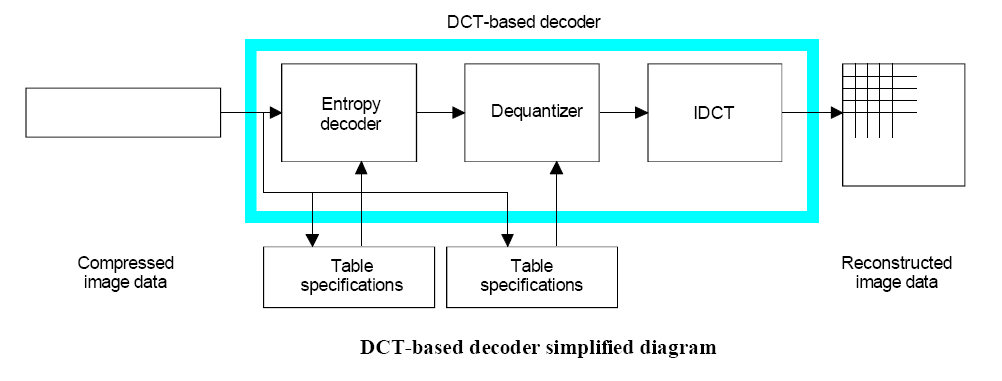 DCT-based decoder
Entropy
decoder
Dequantizer
IDCT
Compressed
image data
Table
specifications
Table
specifications
Reconstructed
image data
DCT-based decoder simplified diagram